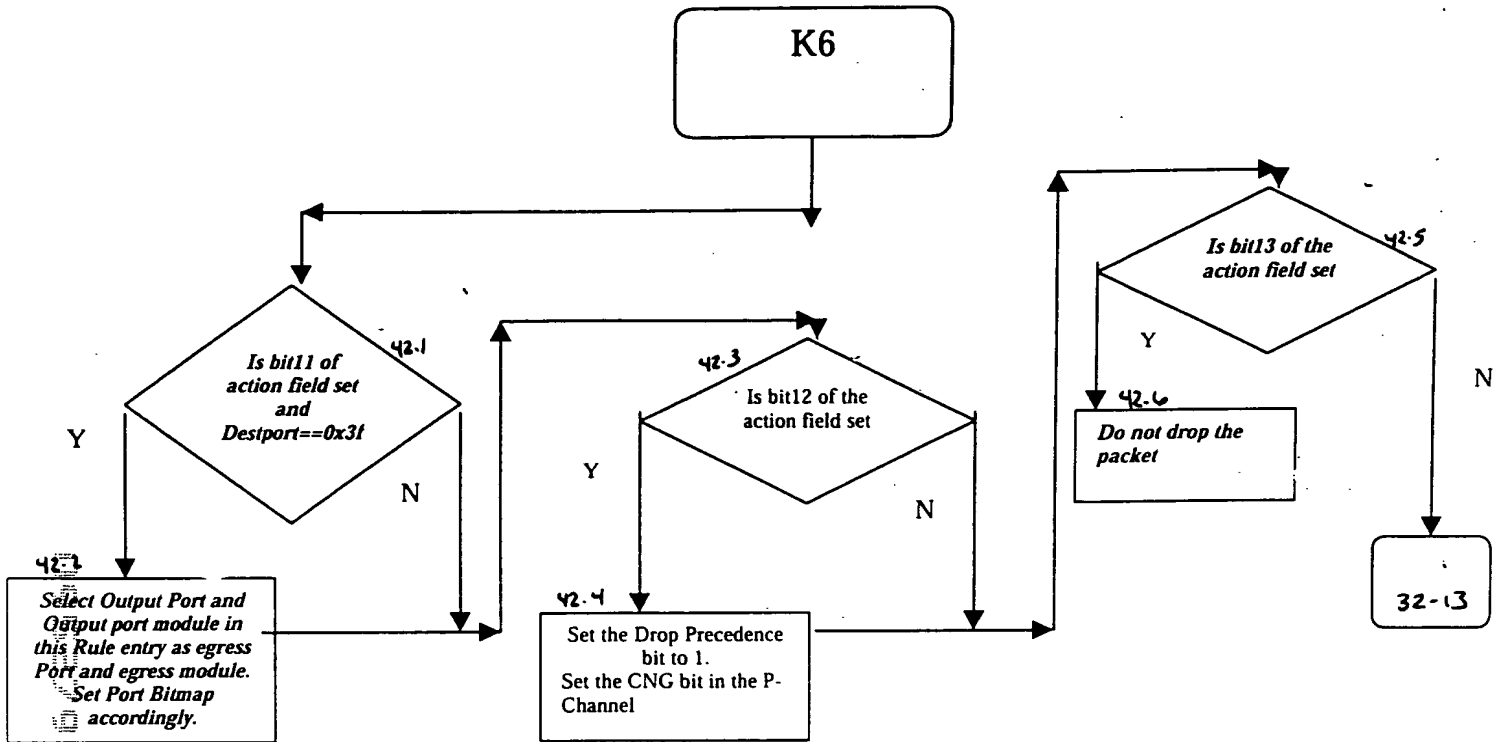 K6
42.1
Is bit11 of
action field set
and
Destport==0x3f
Y
N
42.2
Select Output Port and
Output port module in
this Rule entry as egress
Port and egress module.
Set Port Bitmap
accordingly.
42.3
Is bit12 of the
action field set
Y
N
42.4
Set the Drop Precedence
bit to 1.
Set the CNG bit in the P-
Channel
42.5
Is bit13 of the
action field set
Y
N
42.6
Do not drop the
packet
32-13